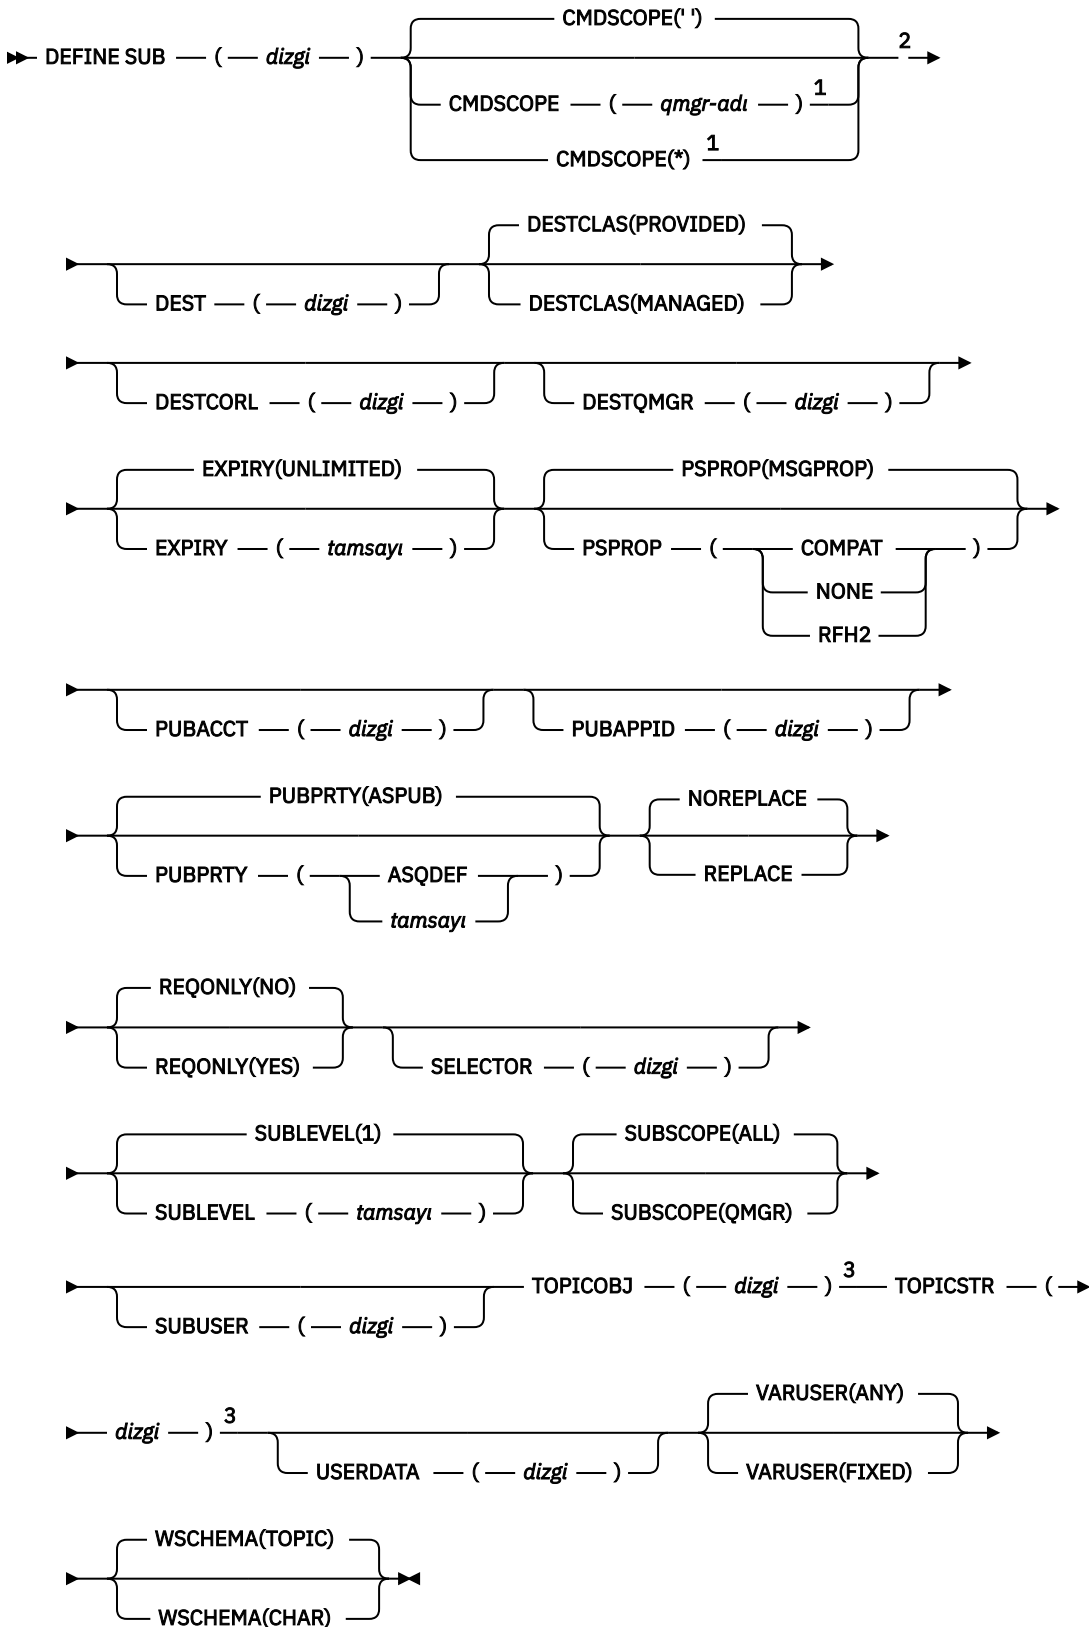 CMDSCOPE(' ')
DEFINE SUB ( dizgi ) 2
CMDSCOPE ( qmgr-adı ) 1
CMDSCOPE(*) 1
DESTCLAS(PROVIDED)
DEST ( dizgi ) DESTCLAS(MANAGED)
DESTCORL ( dizgi ) DESTQMGR ( dizgi )
EXPIRY(UNLIMITED) PSPROP(MSGPROP)
EXPIRY ( tamsayı ) PSPROP ( COMPAT )
NONE
RFH2
PUBACCT ( dizgi ) PUBAPPID ( dizgi )
PUBPRTY(ASPUB) NOREPLACE
PUBPRTY ( ASQDEF ) REPLACE
tamsayı
REQONLY(NO)
REQONLY(YES) SELECTOR ( dizgi )
SUBLEVEL(1) SUBSCOPE(ALL)
SUBLEVEL ( tamsayı ) SUBSCOPE(QMGR)
TOPICOBJ ( dizgi ) 3 TOPICSTR (
SUBUSER ( dizgi )
VARUSER(ANY)
dizgi ) 3
USERDATA ( dizgi ) VARUSER(FIXED)
WSCHEMA(TOPIC)
WSCHEMA(CHAR)